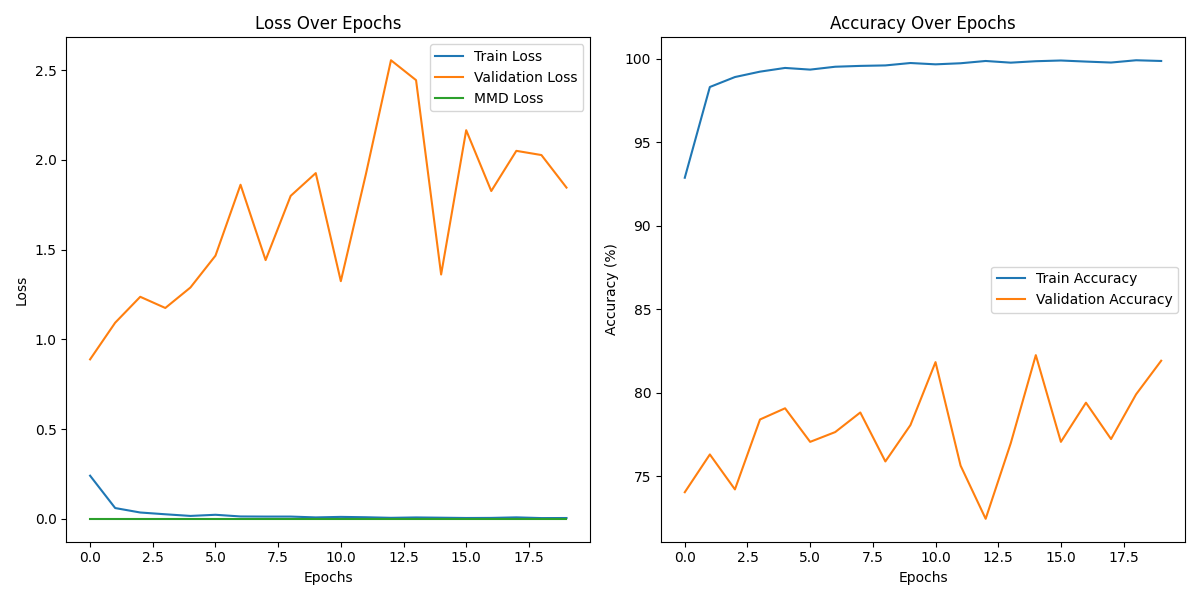 Loss Over Epochs
Train Loss
Validation Loss
MMD Loss
2.5
2.0
1.5
1.0
0.5
0.0
Loss
0.0 2.5 5.0 7.5 10.0 12.5 15.0 17.5
Epochs
Accuracy Over Epochs
100
95
90
85
80
75
Accuracy (%)
Train Accuracy
Validation Accuracy
0.0 2.5 5.0 7.5 10.0 12.5 15.0 17.5
Epochs